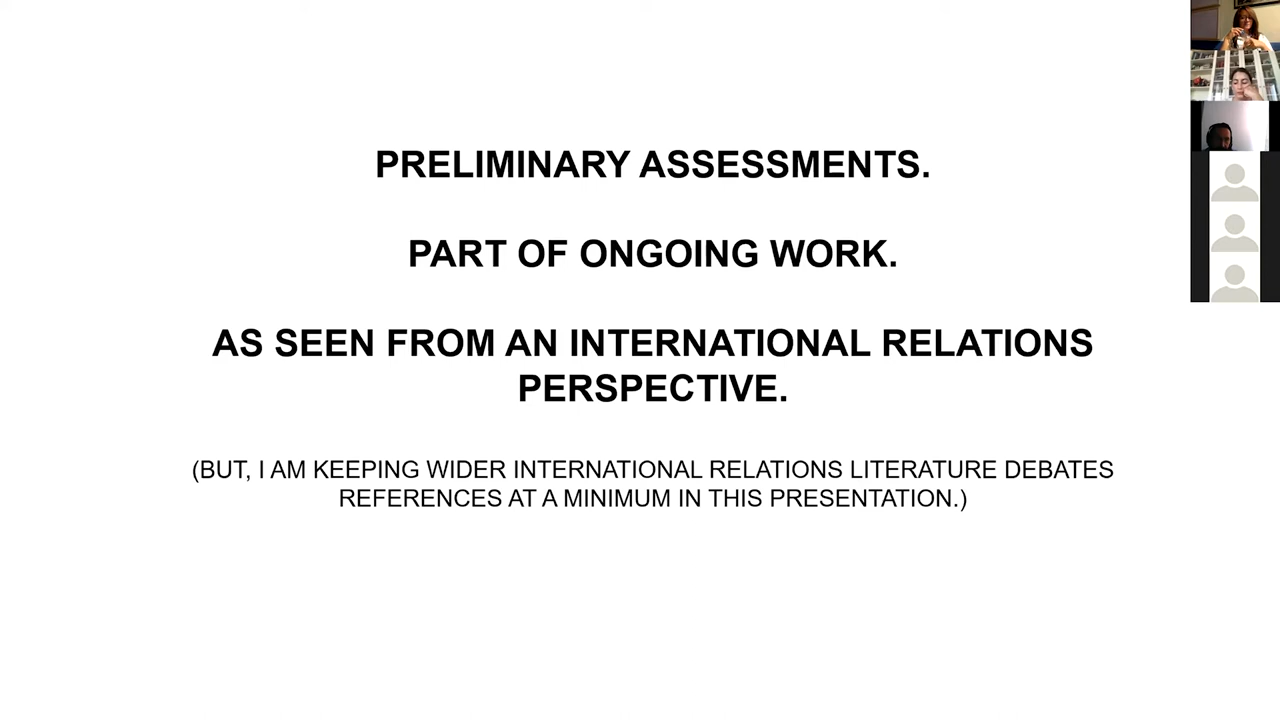 PRELIMINARY ASSESSMENTS.
PART OF ONGOING WORK.
AS SEEN FROM AN INTERNATIONAL RELATIONS
PERSPECTIVE.
(BUT, I AM KEEPING WIDER INTERNATIONAL RELATIONS LITERATURE DEBATES
REFERENCES AT A MINIMUM IN THIS PRESENTATION.)